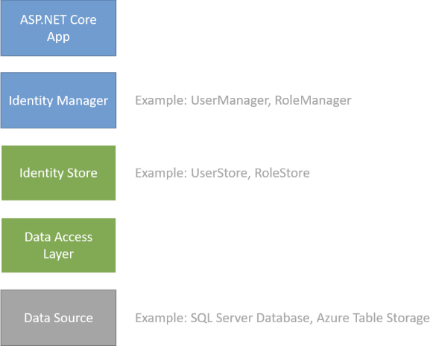 ASP.NET Core
App
Identity Manager
Example: UserManager, RoleManager
Identity Store
Example: UserStore, RoleStore
Data Access
Layer
Data Source
Example: SQL Server Database, Azure Table Storage